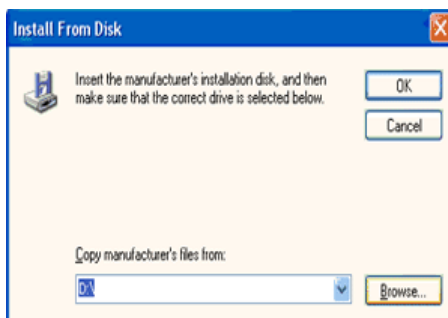 Install From Disk
Insert the manufacturer's installation disk, and then
make sure that the correct drive is selected below.
OK
Cancel
Copy manufacturer's files from:
D:\
Browse...